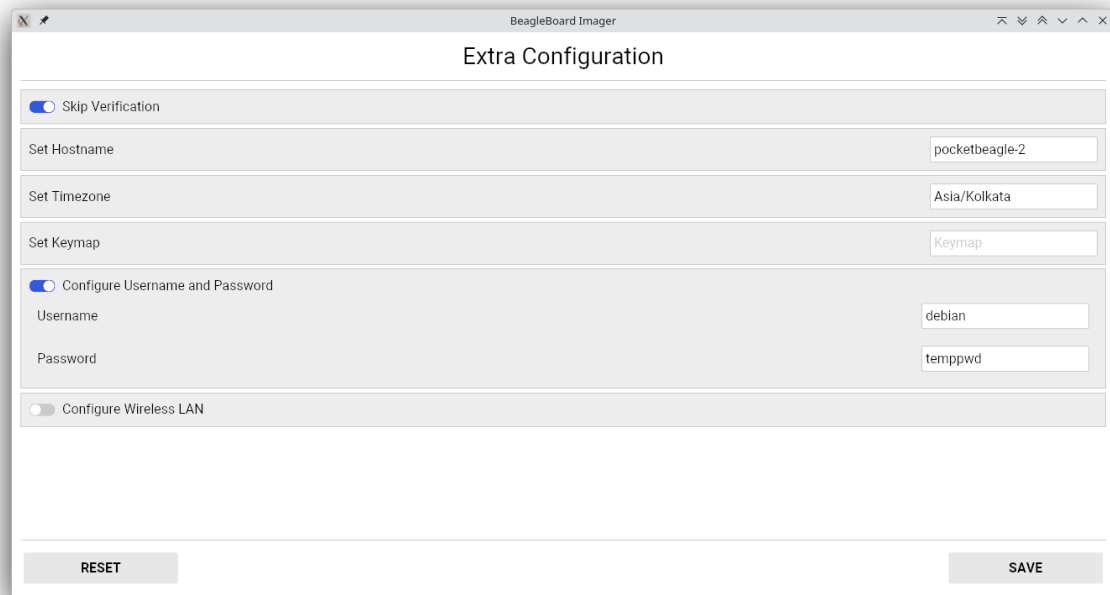 BeagleBoard Imager
Extra Configuration
Skip Verification
Set Hostname pocketbeagle-2
Set Timezone Asia/Kolkata
Set Keymap Keymap
Configure Username and Password
Username debian
Password temppwd
Configure Wireless LAN
RESET SAVE